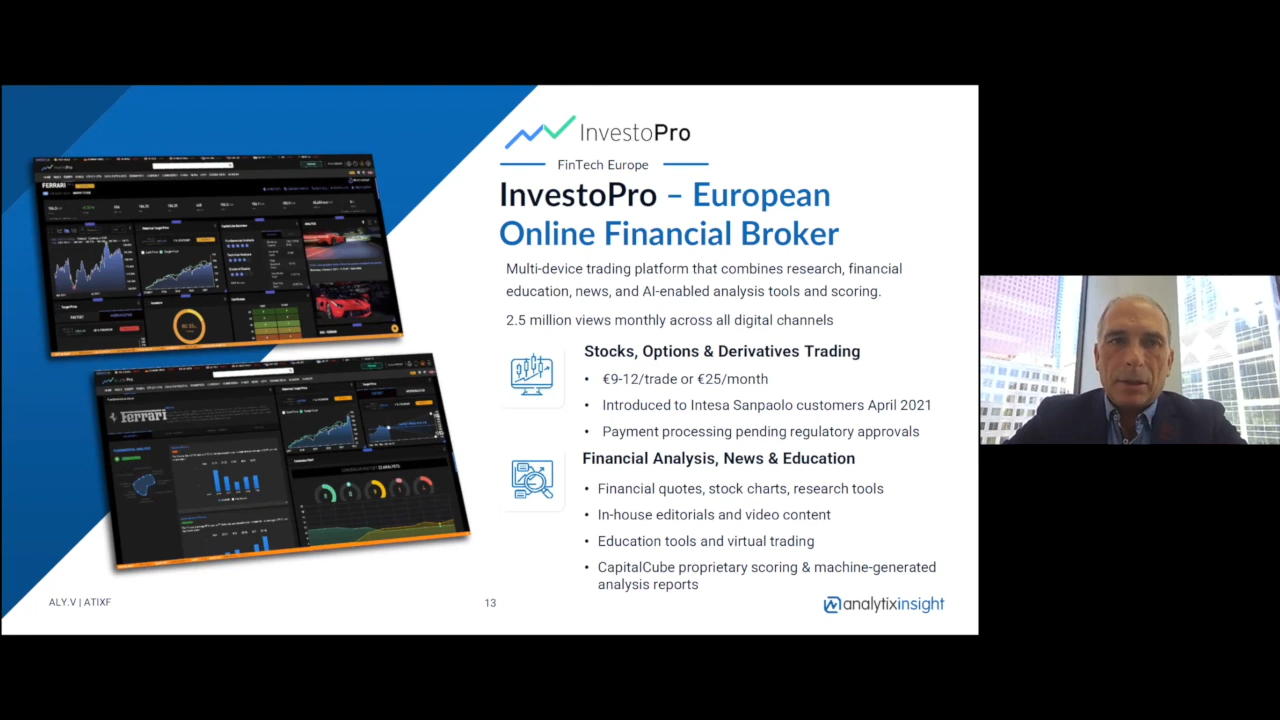 InvestoPro
FinTech Europe
InvestoPro – European
Online Financial Broker
Multi-device trading platform that combines research, financial
education, news, and AI-enabled analysis tools and scoring.
2.5 million views monthly across all digital channels
Stocks, Options & Derivatives Trading
• €9-12/trade or €25/month
• Introduced to Intesa Sanpaolo customers April 2021
• Payment processing pending regulatory approvals
Financial Analysis, News & Education
• Financial quotes, stock charts, research tools
• In-house editorials and video content
• Education tools and virtual trading
• CapitalCube proprietary scoring & machine-generated
analysis reports
FERRARI
Ferrari
ALY.V | ATIXF
13
analytixinsight